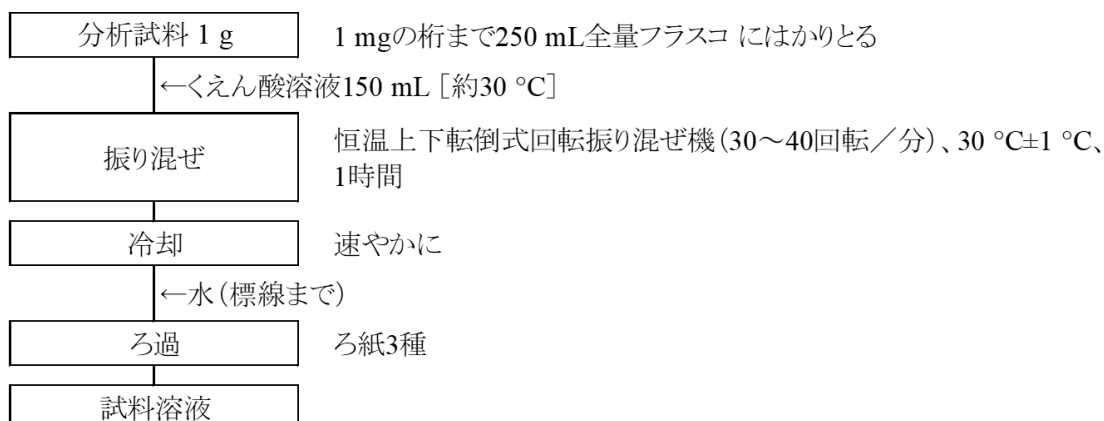 分析試料 1 g
1 mgの桁まで250 mL全量フラスコ にはかりとる
←くえん酸溶液150 mL [約30 °C]
振り混ぜ
恒温上下転倒式回転振り混ぜ機(30~40回転/分)、30 °C±1 °C、
1時間
冷却
速やかに
←水(標線まで)
ろ過
ろ紙3種
試料溶液